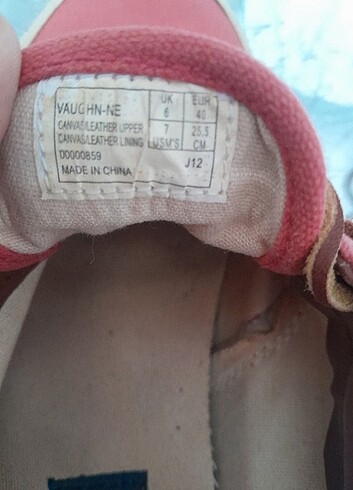 VAUGHN-NE
CANVAS/LEATHER UPPER
CANVAS/LEATHER LINING
00000859
MADE IN CHINA
UK EUR
6 40
7 25.5
USM'S CM
J12